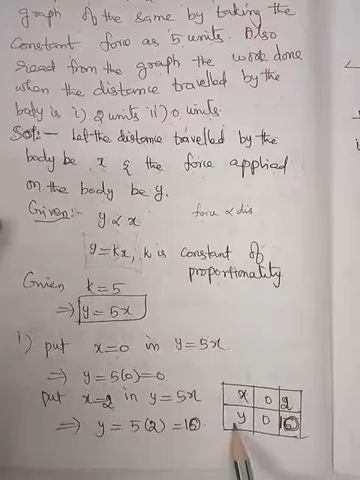 graph of the same by taking the
Constant force as 5 units. Also
read from the graph the work done
when the distance travelled by the
body is i) 2 units ii) 0 units.
Sol:- Let the distance travelled by the
body be x & the force applied
on the body be y.
Given:- y ∝ x force ∝ dis
y = kx, k is constant of
proportionality
Given k = 5
⇒ y = 5x
i) put x=0 in y = 5x
⇒ y = 5(0) = 0
put x=2 in y = 5x
⇒ y = 5(2) = 10
x 0 2
y 0 10